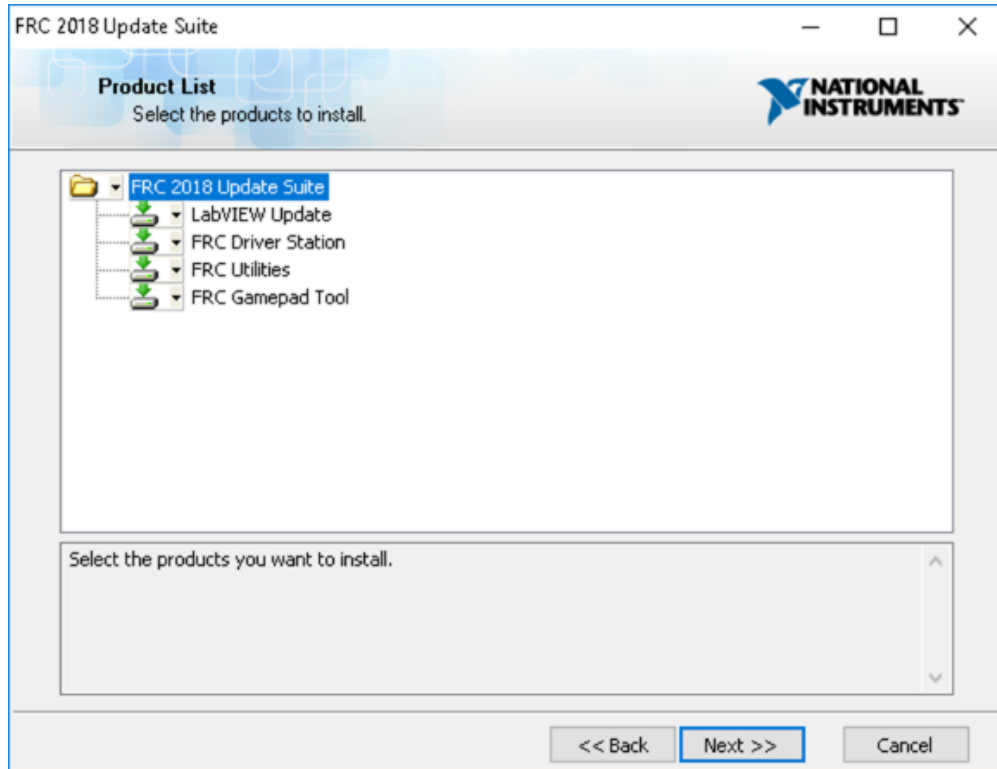 FRC 2018 Update Suite
Product List
Select the products to install.
NATIONAL
INSTRUMENTS™
FRC 2018 Update Suite
LabVIEW Update
FRC Driver Station
FRC Utilities
FRC Gamepad Tool
Select the products you want to install.
<< Back
Next >>
Cancel